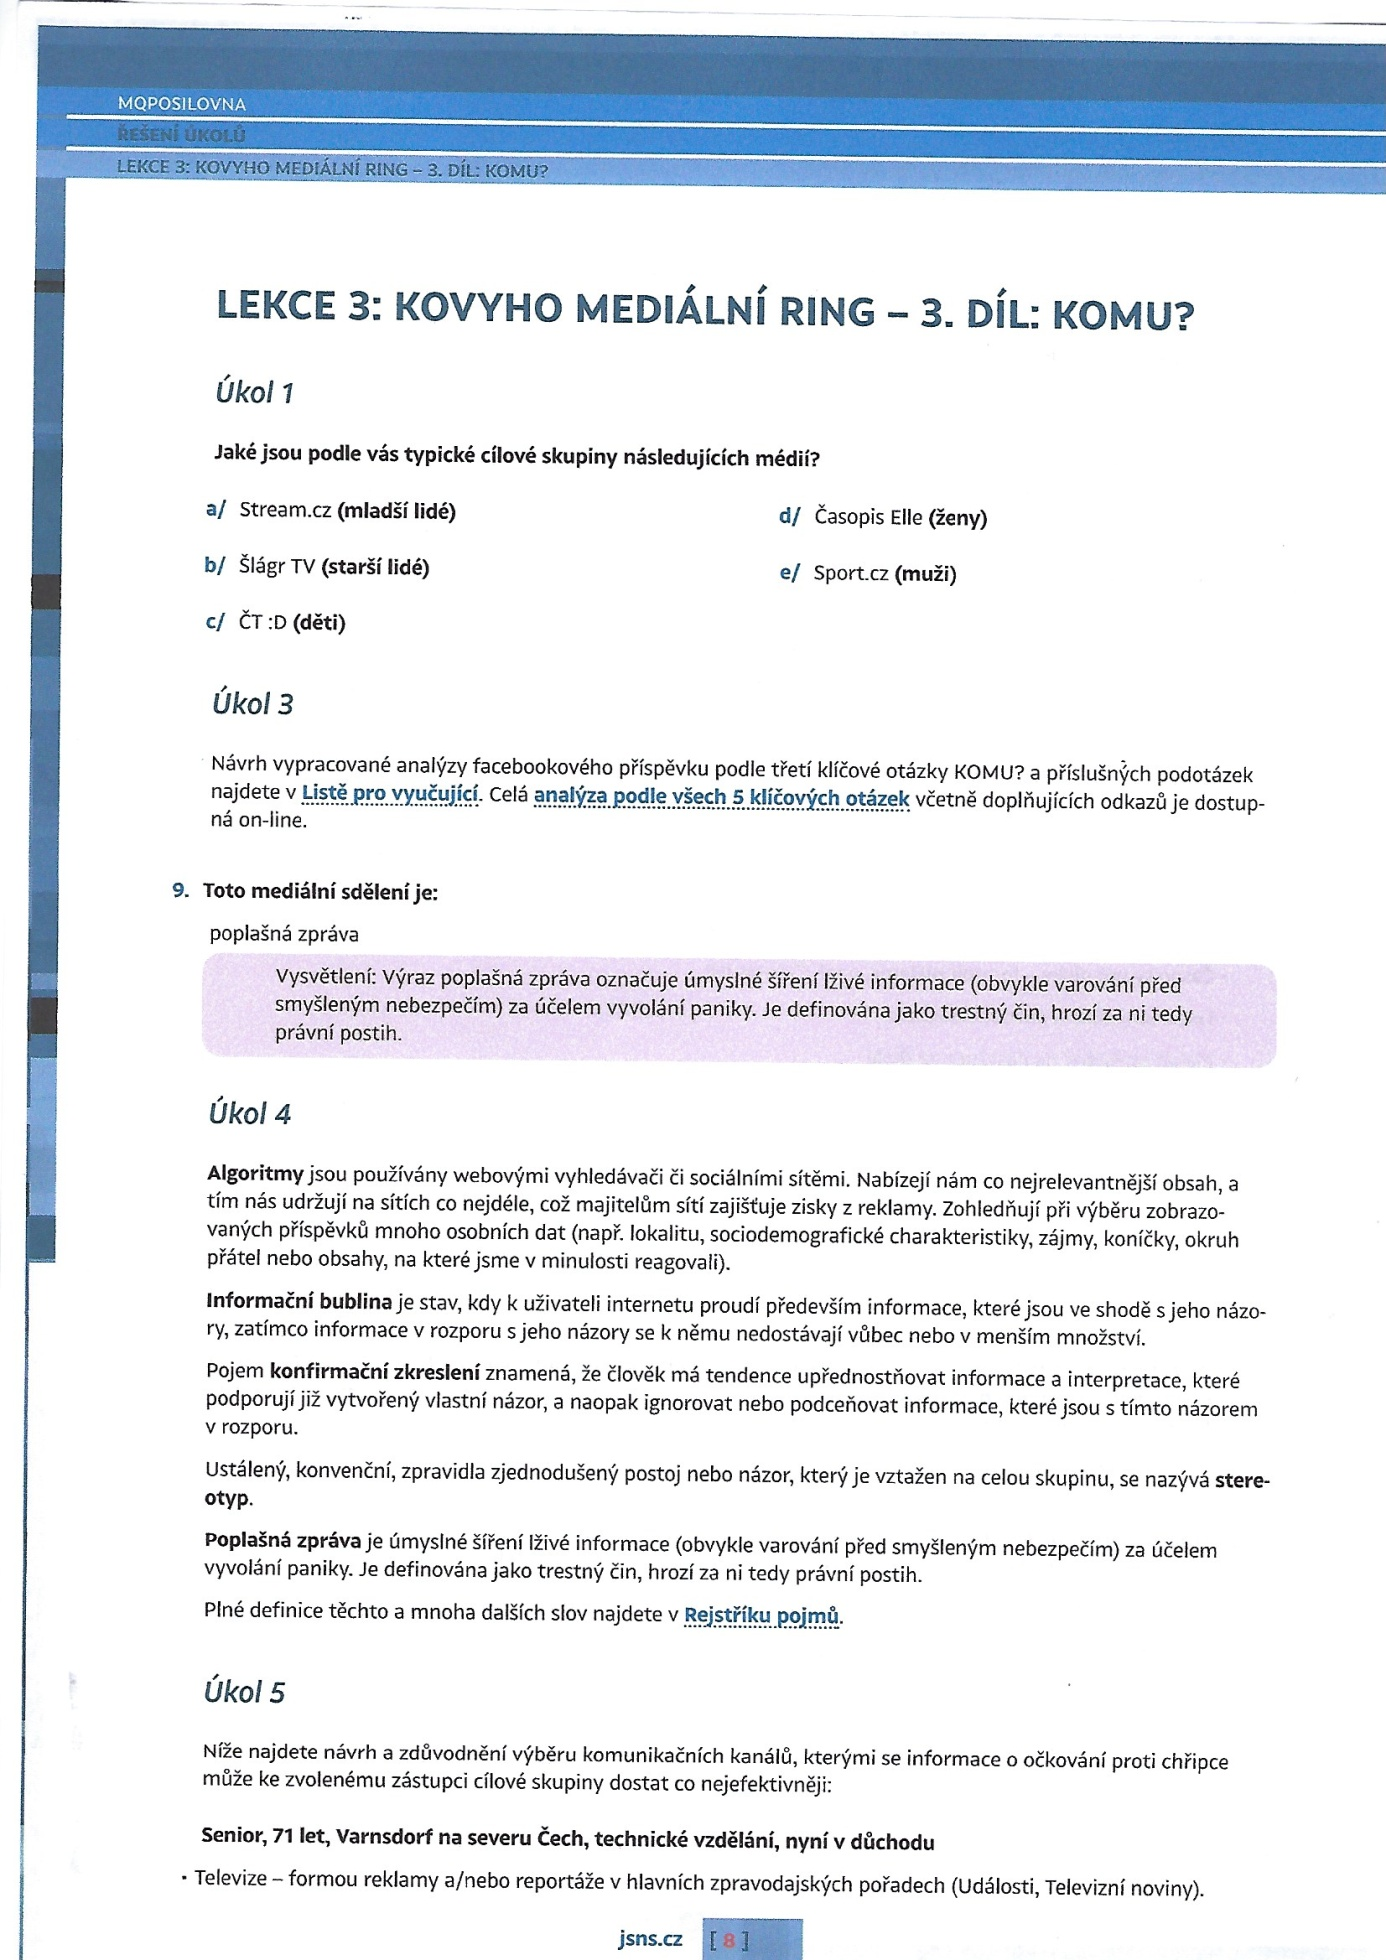 MQPOSILOVNA
ŘEŠENÍ ÚKOLŮ
LEKCE 3: KOVYHO MEDIÁLNÍ RING – 3. DÍL: KOMU?
LEKCE 3: KOVYHO MEDIÁLNÍ RING – 3. DÍL: KOMU?
Úkol 1
Jaké jsou podle vás typické cílové skupiny následujících médií?
a/ Stream.cz (mladší lidé)
b/ Šlágr TV (starší lidé)
c/ ČT :D (děti)
d/ Časopis Elle (ženy)
e/ Sport.cz (muži)
Úkol 3
Návrh vypracované analýzy facebookového příspěvku podle třetí klíčové otázky KOMU? a příslušných podotázek
najdete v Listě pro vyučující. Celá analýza podle všech 5 klíčových otázek včetně doplňujících odkazů je dostup-
ná on-line.
9. Toto mediální sdělení je:
poplašná zpráva
Vysvětlení: Výraz poplašná zpráva označuje úmyslné šíření lživé informace (obvykle varování před
smyšleným nebezpečím) za účelem vyvolání paniky. Je definována jako trestný čin, hrozí za ni tedy
právní postih.
Úkol 4
Algoritmy jsou používány webovými vyhledávači či sociálními sítěmi. Nabízejí nám co nejrelevantnější obsah, a
tím nás udržují na sítích co nejdéle, což majitelům sítí zajišťuje zisky z reklamy. Zohledňují při výběru zobrazo-
vaných příspěvků mnoho osobních dat (např. lokalitu, sociodemografické charakteristiky, zájmy, koníčky, okruh
přátel nebo obsahy, na které jsme v minulosti reagovali).
Informační bublina je stav, kdy k uživateli internetu proudí především informace, které jsou ve shodě s jeho názo-
ry, zatímco informace v rozporu s jeho názory se k němu nedostávají vůbec nebo v menším množství.
Pojem konfirmační zkreslení znamená, že člověk má tendence upřednostňovat informace a interpretace, které
podporují již vytvořený vlastní názor, a naopak ignorovat nebo podceňovat informace, které jsou s tímto názorem
v rozporu.
Ustálený, konvenční, zpravidla zjednodušený postoj nebo názor, který je vztažen na celou skupinu, se nazývá stere-
otyp.
Poplašná zpráva je úmyslné šíření lživé informace (obvykle varování před smyšleným nebezpečím) za účelem
vyvolání paniky. Je definována jako trestný čin, hrozí za ni tedy právní postih.
Plné definice těchto a mnoha dalších slov najdete v Rejstříku pojmů.
Úkol 5
Níže najdete návrh a zdůvodnění výběru komunikačních kanálů, kterými se informace o očkování proti chřipce
může ke zvolenému zástupci cílové skupiny dostat co nejefektivněji:
Senior, 71 let, Varnsdorf na severu Čech, technické vzdělání, nyní v důchodu
• Televize – formou reklamy a/nebo reportáže v hlavních zpravodajských pořadech (Události, Televizní noviny).
jsns.cz [ 8 ]